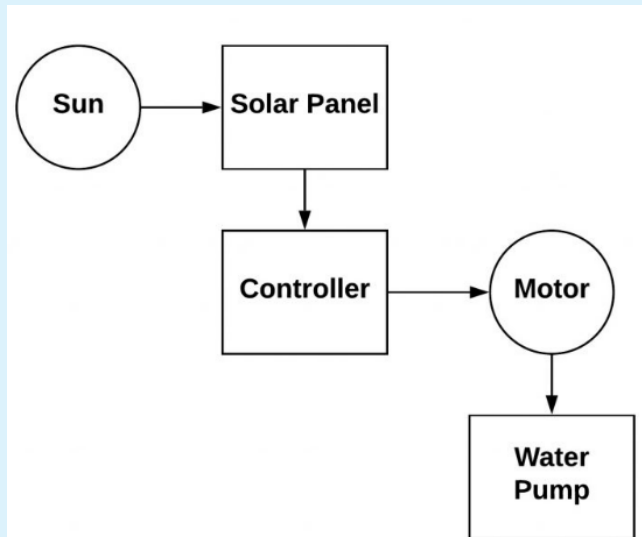 Sun
Solar Panel
Controller
Motor
Water
Pump